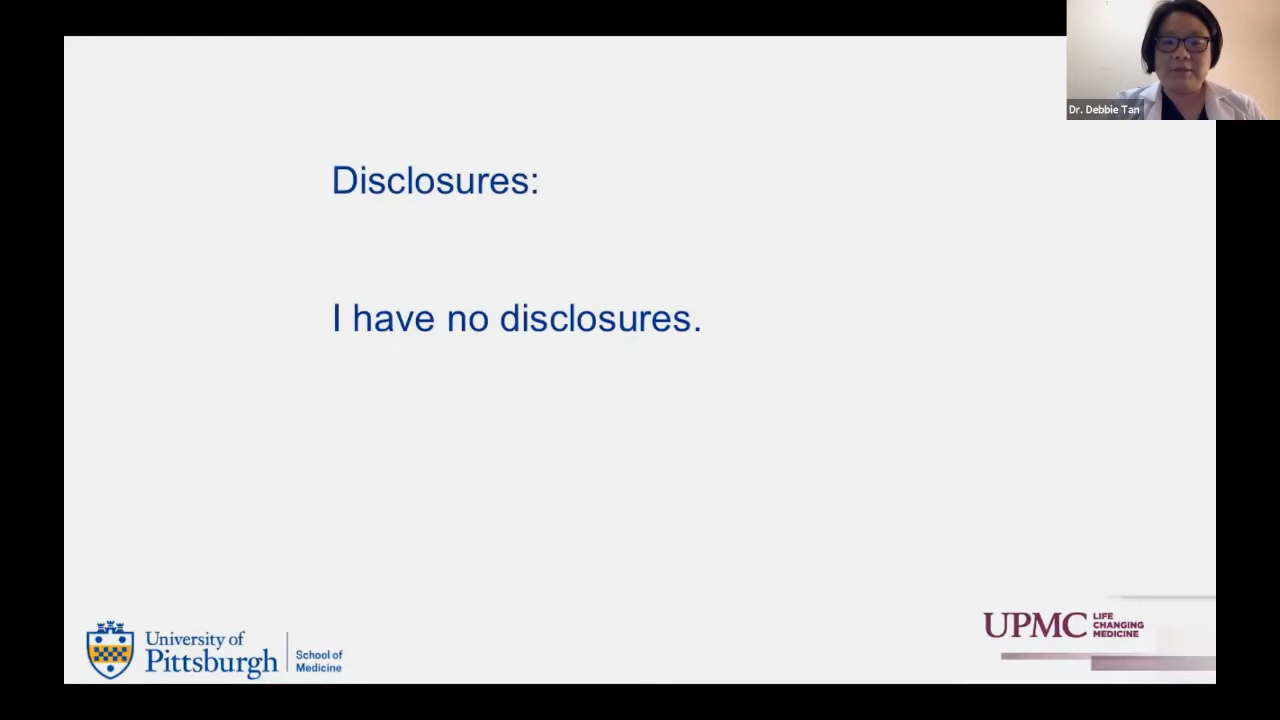 Dr. Debbie Tan
Disclosures:
I have no disclosures.
University of
Pittsburgh
School of
Medicine
UPMC
LIFE
CHANGING
MEDICINE